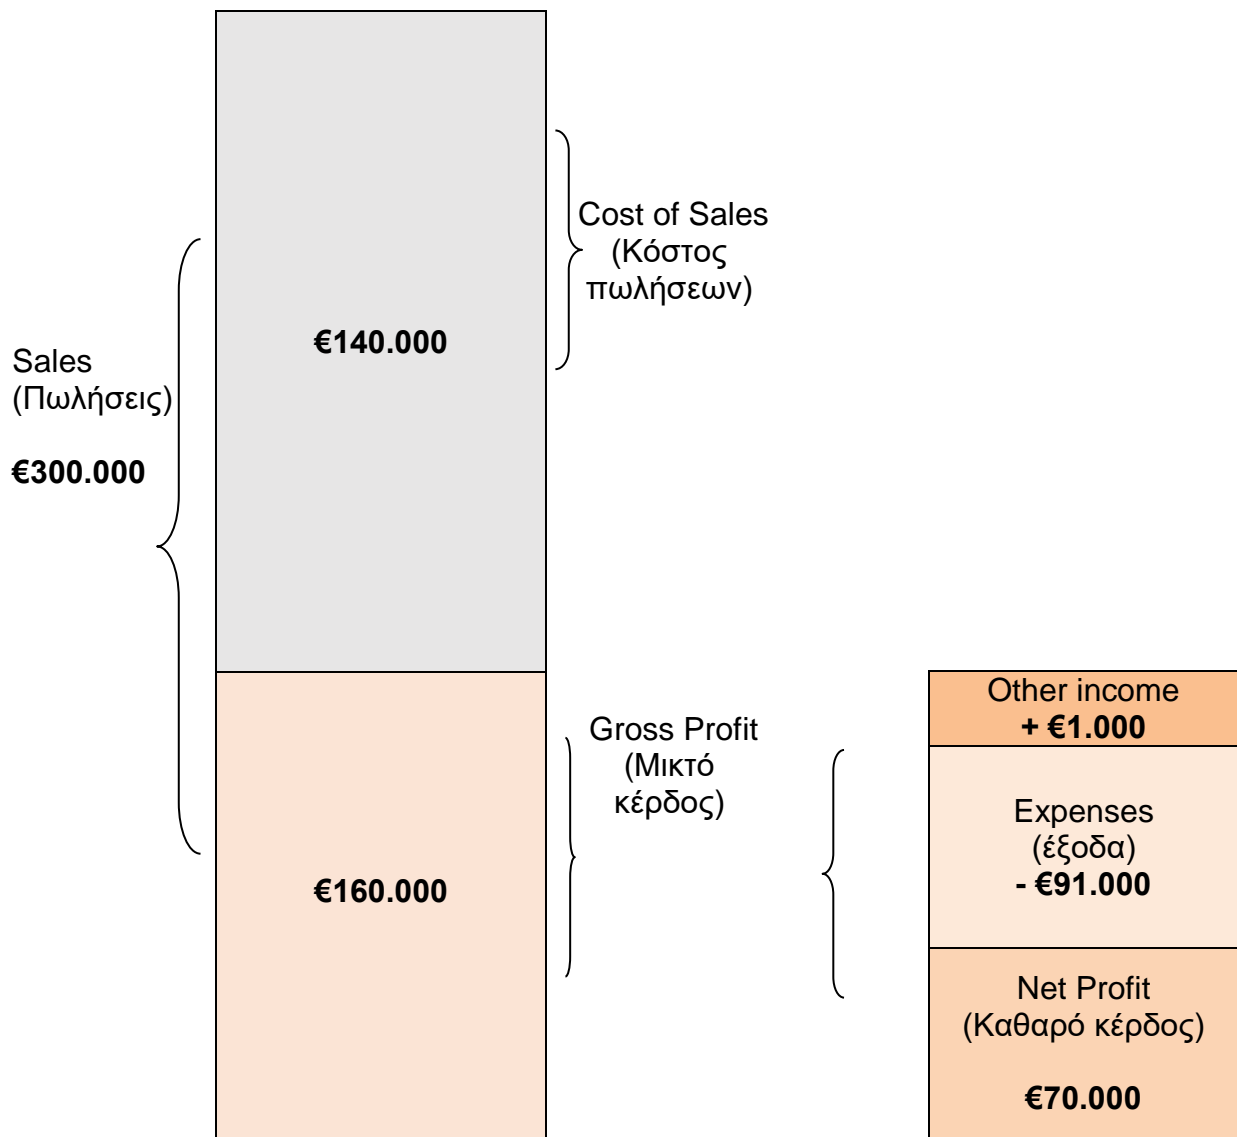 Sales
(Πωλήσεις)
€300.000
€140.000
Cost of Sales
(Κόστος
πωλήσεων)
€160.000
Gross Profit
(Μικτό
κέρδος)
Other income
+ €1.000
Expenses
(έξοδα)
- €91.000
Net Profit
(Καθαρό κέρδος)
€70.000